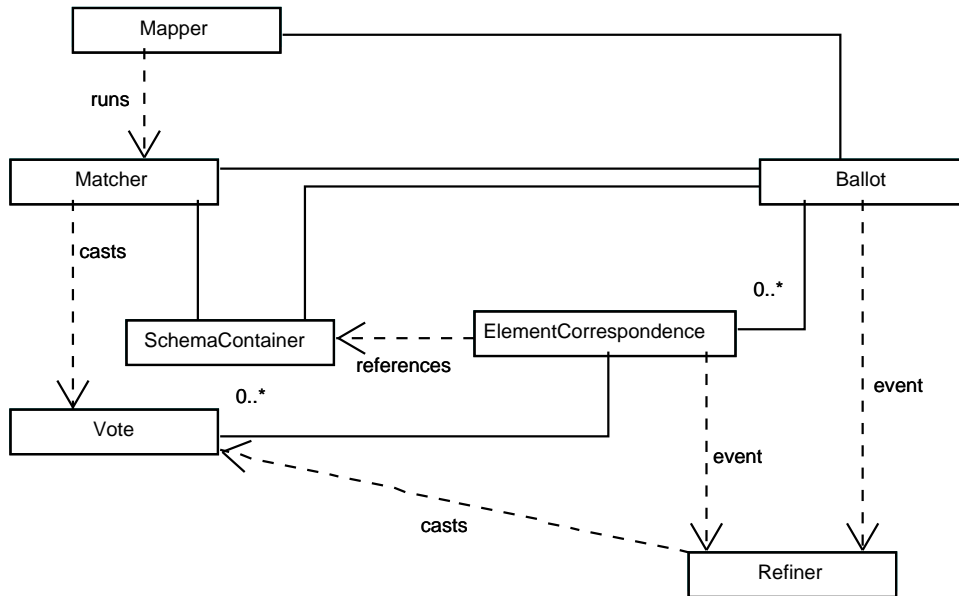 Mapper
runs
Matcher
Ballot
casts
0..*
SchemaContainer
ElementCorrespondence
references
event
0..*
Vote
event
casts
Refiner